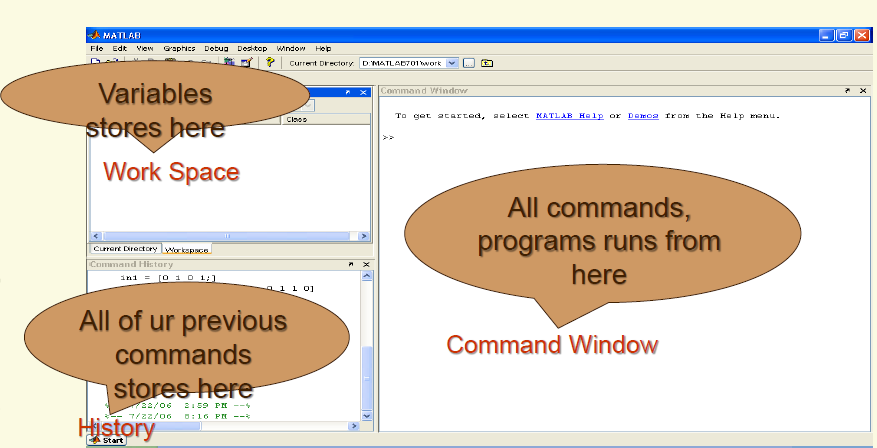 MATLAB
File Edit View Graphics Debug Desktop Window Help
Current Directory: D:\MATLAB701\work
Variables
stores here
Class
Work Space
Current Directory Workspace
Command History
in1 = [0 1 0 1;]
0 1 1 0]
All of ur previous
commands
stores here
7/22/06 2:59 PM --%
%-- 7/22/06 8:16 PM --%
History
Start
Command Window
To get started, select MATLAB Help or Demos from the Help menu.
>>
All commands,
programs runs from
here
Command Window